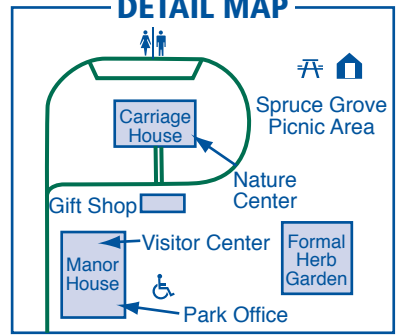 DETAIL MAP
Carriage
House
Spruce Grove
Picnic Area
Nature
Center
Gift Shop
Visitor Center
Manor
House
Formal
Herb
Garden
Park Office